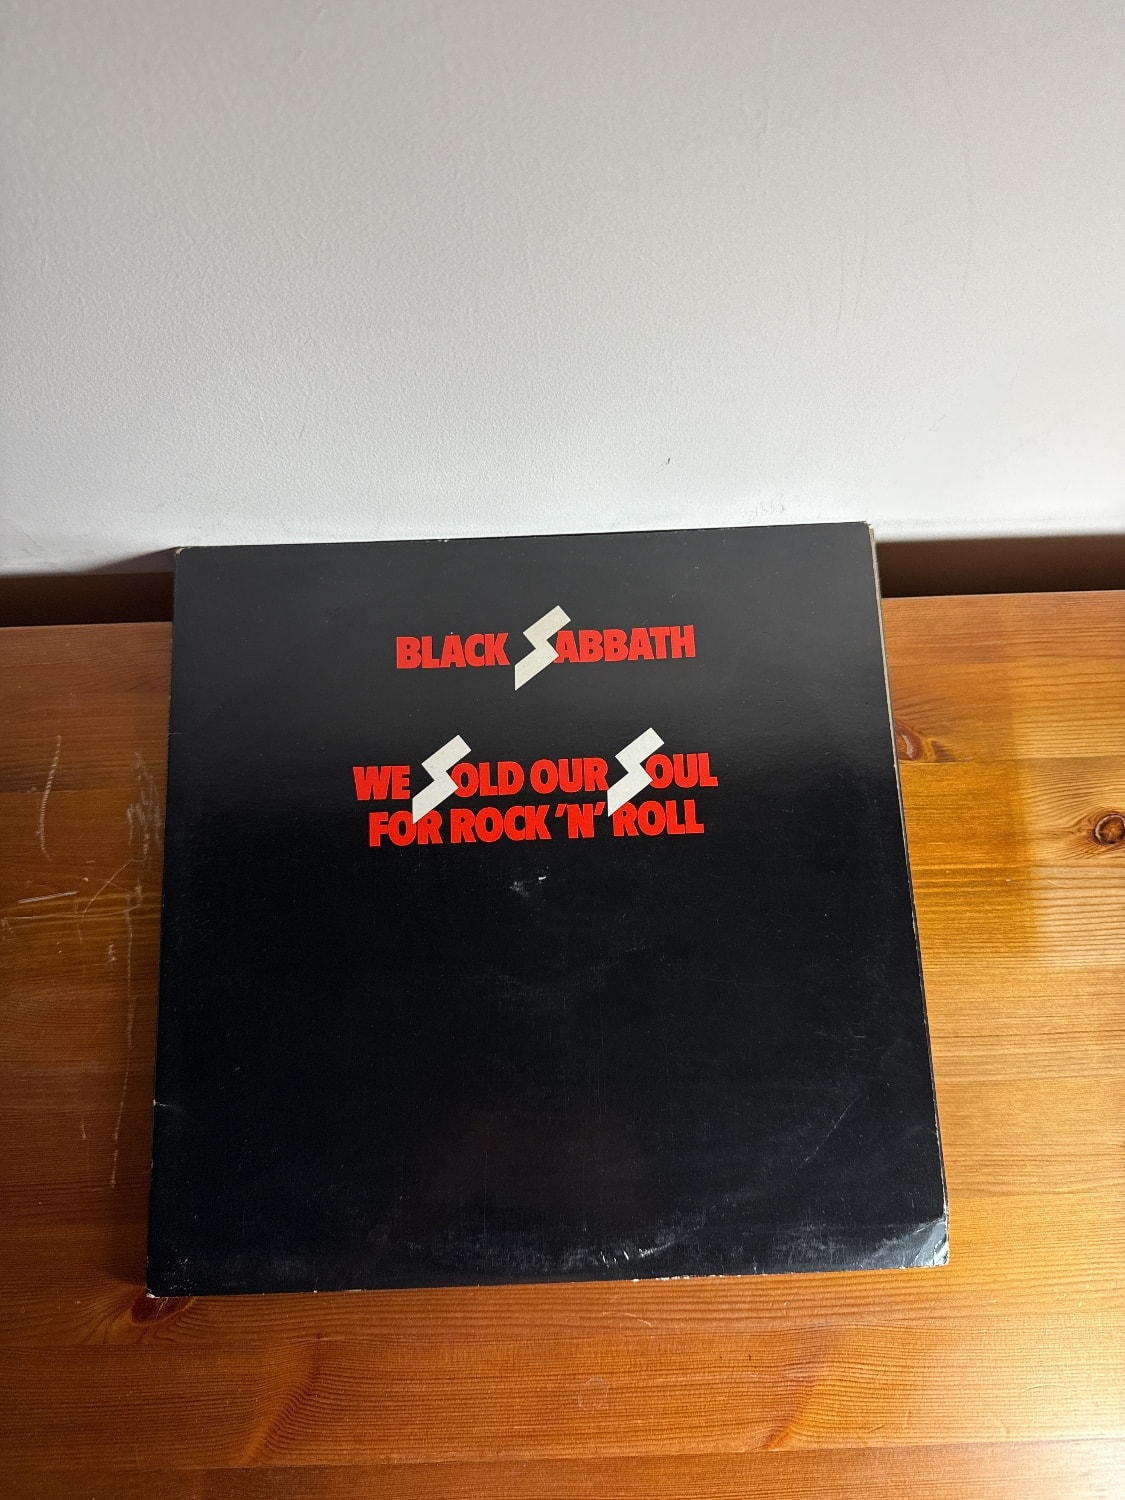 BLACK SABBATH
WE SOLD OUR SOUL
FOR ROCK 'N' ROLL